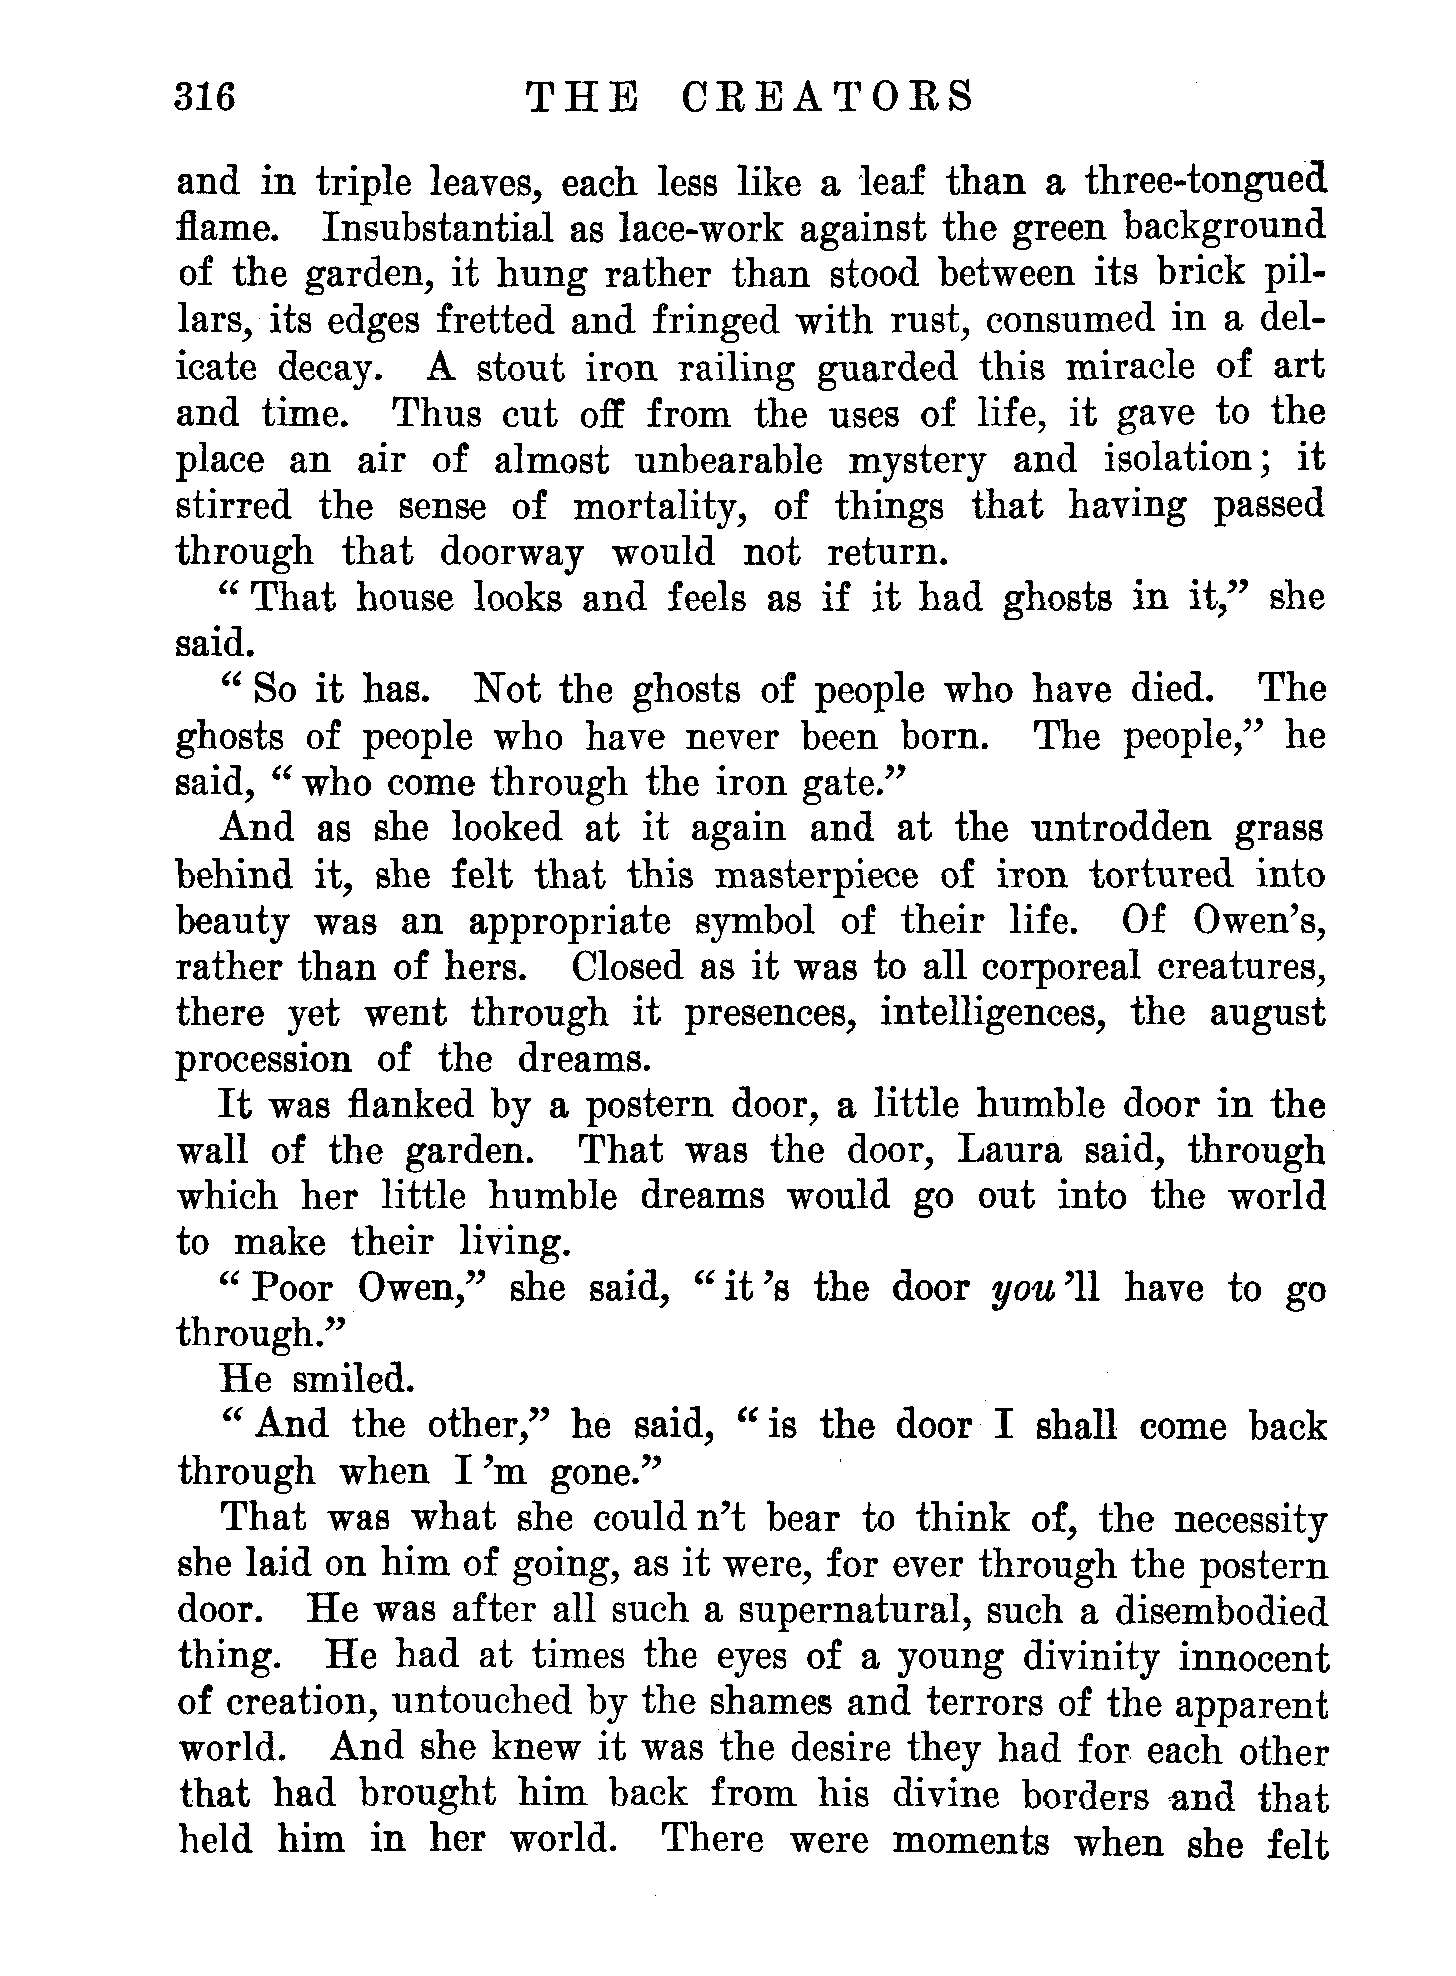 316 THE CREATORS
and in triple leaves, each less like a leaf than a three-tongued
flame. Insubstantial as lace-work against the green background
of the garden, it hung rather than stood between its brick pil-
lars, its edges fretted and fringed with rust, consumed in a del-
icate decay. A stout iron railing guarded this miracle of art
and time. Thus cut off from the uses of life, it gave to the
place an air of almost unbearable mystery and isolation; it
stirred the sense of mortality, of things that having passed
through that doorway would not return.
“ That house looks and feels as if it had ghosts in it,” she
said.
“ So it has. Not the ghosts of people who have died. The
ghosts of people who have never been born. The people,” he
said, “ who come through the iron gate.”
And as she looked at it again and at the untrodden grass
behind it, she felt that this masterpiece of iron tortured into
beauty was an appropriate symbol of their life. Of Owen’s,
rather than of hers. Closed as it was to all corporeal creatures,
there yet went through it presences, intelligences, the august
procession of the dreams.
It was flanked by a postern door, a little humble door in the
wall of the garden. That was the door, Laura said, through
which her little humble dreams would go out into the world
to make their living.
“ Poor Owen,” she said, “ it ’s the door you ’ll have to go
through.”
He smiled.
“ And the other,” he said, “ is the door I shall come back
through when I ’m gone.”
That was what she could n’t bear to think of, the necessity
she laid on him of going, as it were, for ever through the postern
door. He was after all such a supernatural, such a disembodied
thing. He had at times the eyes of a young divinity innocent
of creation, untouched by the shames and terrors of the apparent
world. And she knew it was the desire they had for each other
that had brought him back from his divine borders and that
held him in her world. There were moments when she felt